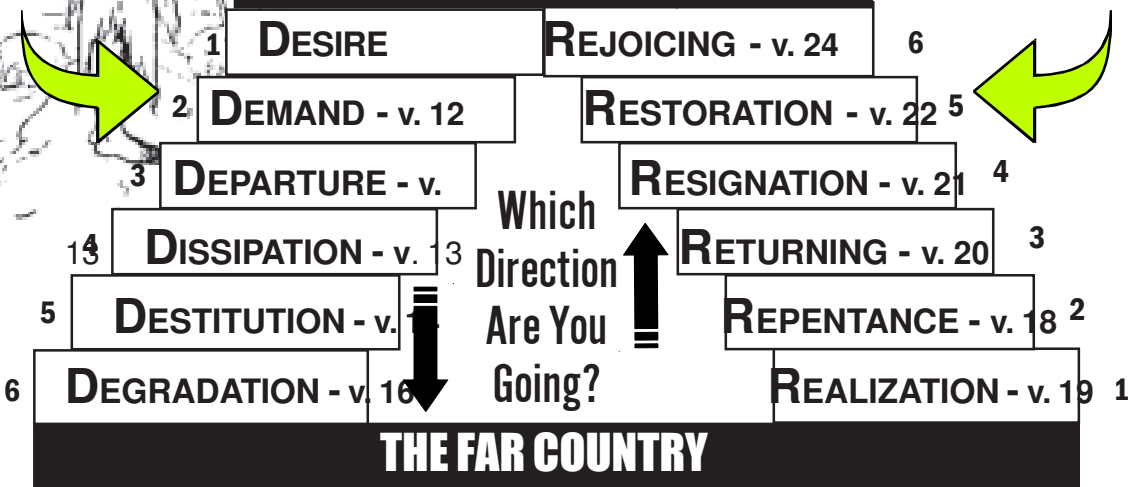 1 DESIRE
2 DEMAND - v. 12
3 DEPARTURE - v.
13
4 DISSIPATION - v. 13
5 DESTITUTION - v.
6 DEGRADATION - v. 16
REJOICING - v. 24 6
RESTORATION - v. 22 5
RESIGNATION - v. 21 4
RETURNING - v. 20 3
REPENTANCE - v. 18 2
REALIZATION - v. 19 1
Which
Direction
Are You
Going?
THE FAR COUNTRY